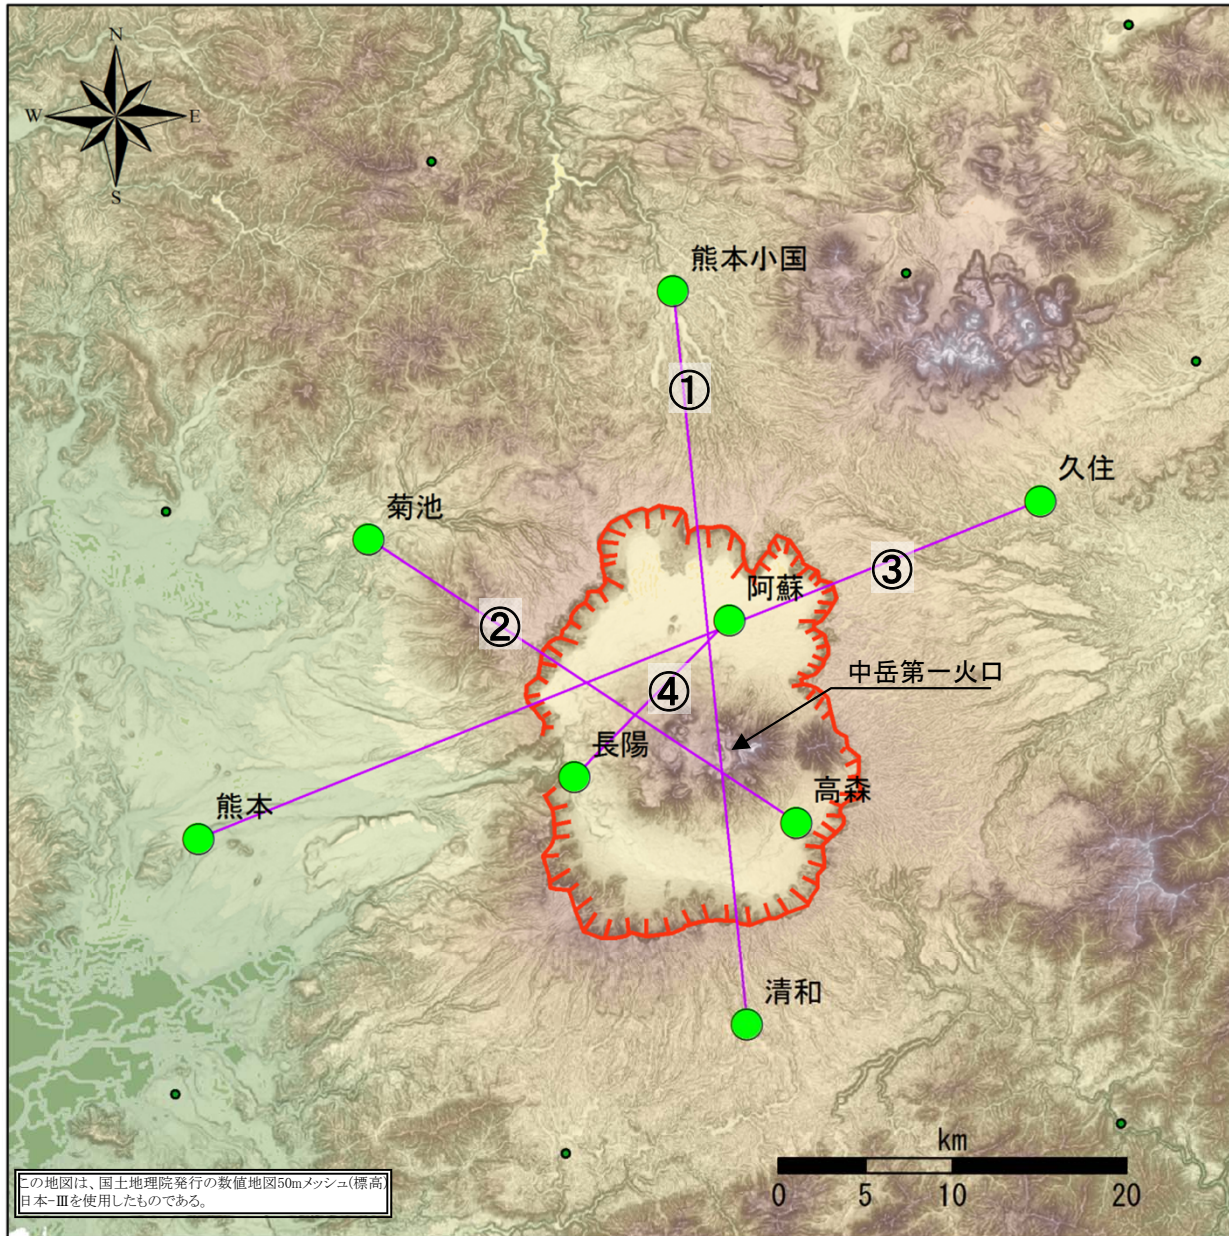 N
W
E
S
熊本小国
①
久住
菊池
③
阿蘇
②
中岳第一火口
④
長陽
高森
熊本
清和
km
0 5 10 20
この地図は、国土地理院発行の数値地図50mメッシュ(標高)
日本-Ⅲを使用したものである。